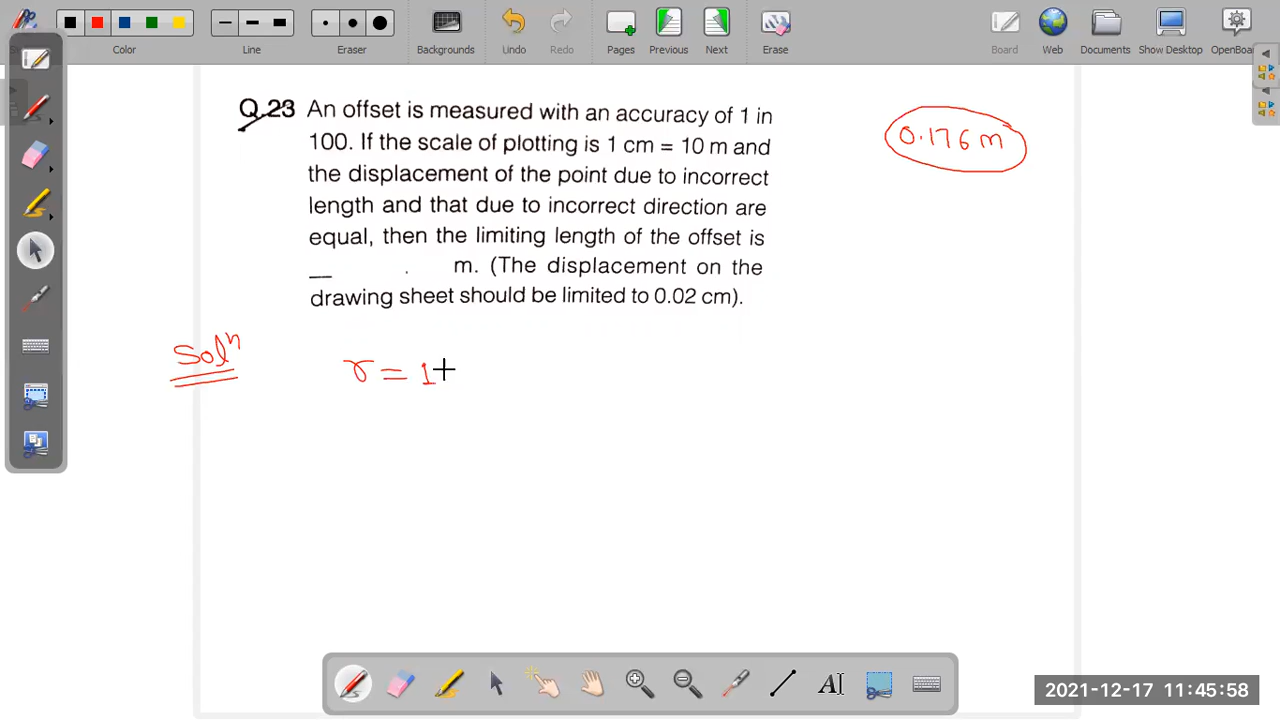 Color
Line
Eraser
Backgrounds
Undo
Redo
Pages
Previous
Next
Erase
Board
Web
Documents
Show Desktop
OpenBoard
Q.23 An offset is measured with an accuracy of 1 in
100. If the scale of plotting is 1 cm = 10 m and
the displacement of the point due to incorrect
length and that due to incorrect direction are
equal, then the limiting length of the offset is
__ m. (The displacement on the
drawing sheet should be limited to 0.02 cm).
0.176 m
Solⁿ
r = 1
2021-12-17 11:45:58